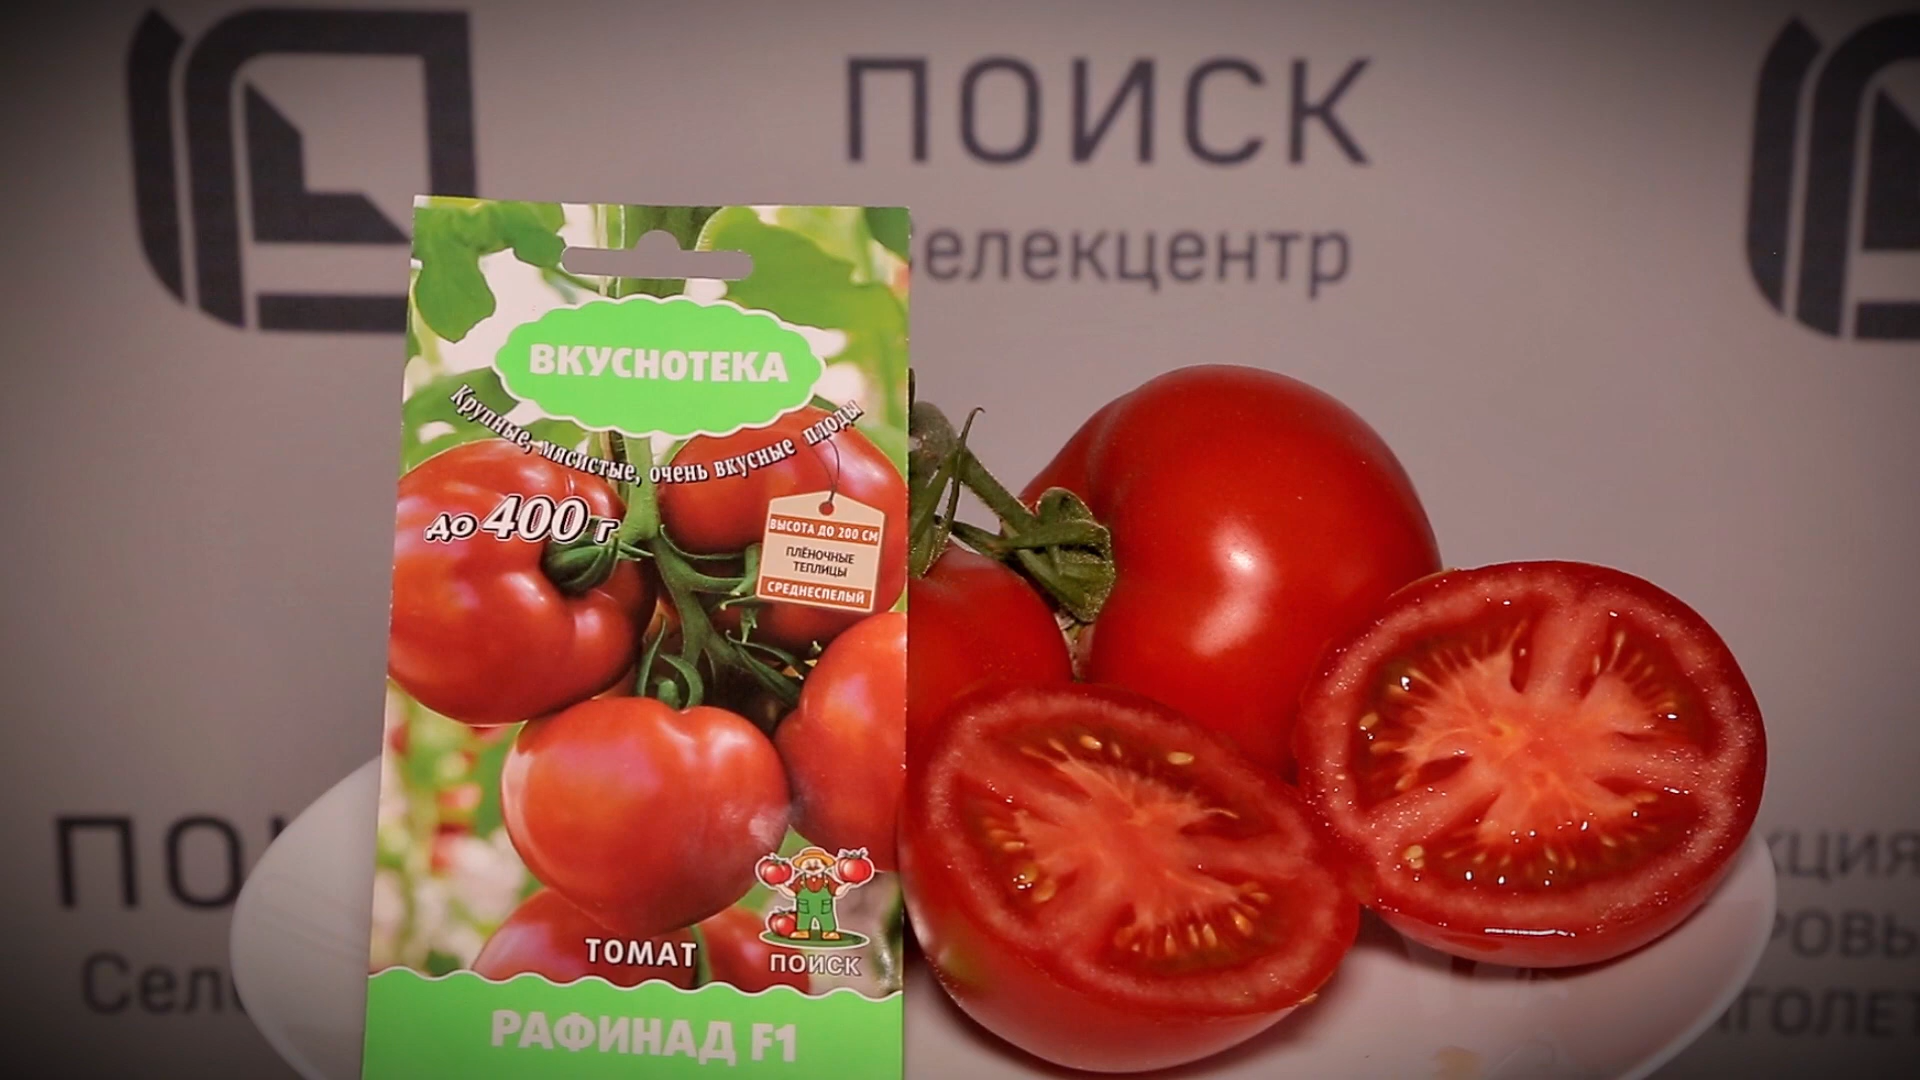 ПОИСК
елекцентр
ВКУСНОТЕКА
Крупные, мясистые, очень вкусные плоды
до 400 г
ВЫСОТА ДО 200 СМ
ПЛЁНОЧНЫЕ
ТЕПЛИЦЫ
СРЕДНЕСПЕЛЫЙ
ТОМАТ
ПОИСК
РАФИНАД F1
ПО
Сел
КЦИЯ
РОВЫ
ГОЛЕТ